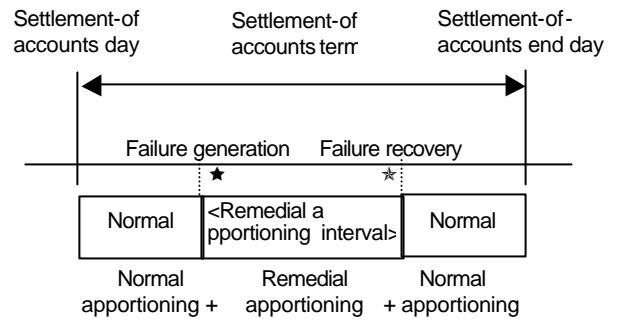 Settlement-of accounts day
Settlement-of accounts term
Settlement-of- accounts end day
Failure generation
Failure recovery
★
✯
Normal
<Remedial a
pportioning interval>
Normal
Normal apportioning +
Remedial apportioning
Normal + apportioning